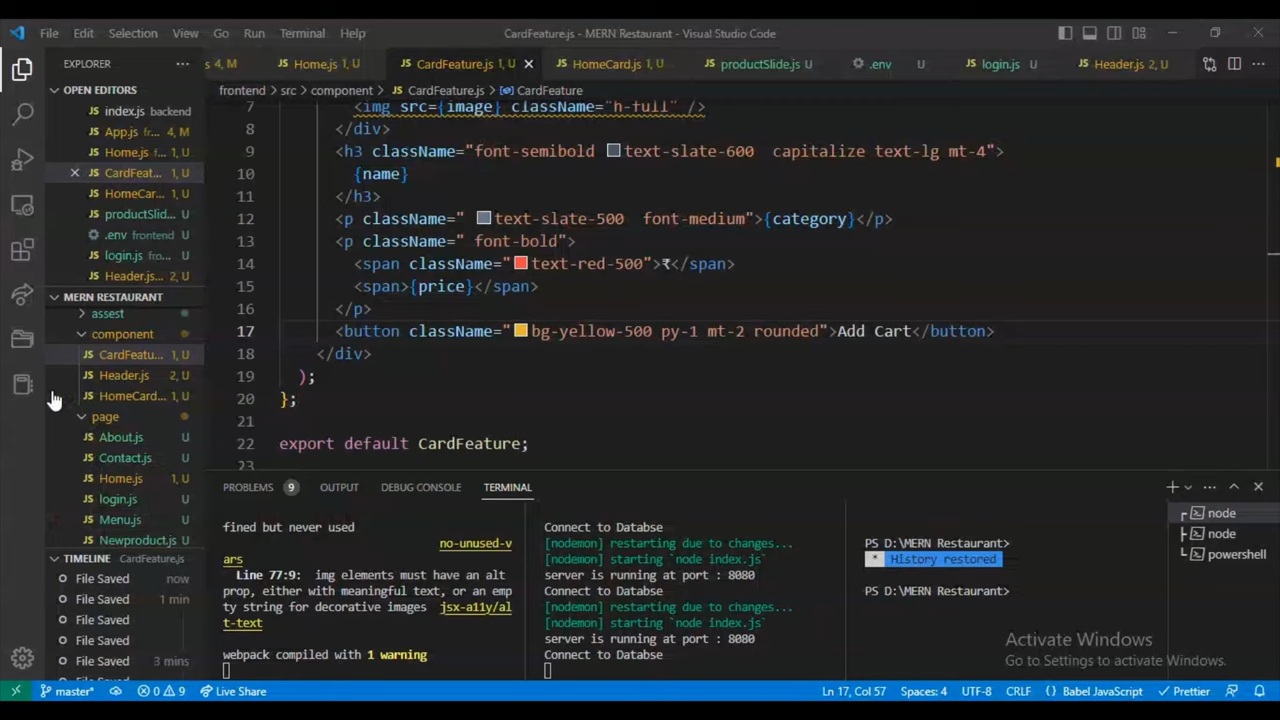 File Edit Selection View Go Run Terminal Help CardFeature.js - MERN Restaurant - Visual Studio Code
EXPLORER
s 4, M Home.js 1, U CardFeature.js 1, U HomeCard.js 1, U productSlide.js U .env U login.js U Header.js 2, U
OPEN EDITORS
index.js backend
App.js fr... 4, M
Home.js fr... 1, U
CardFeat... 1, U
HomeCar... 1, U
productSlid... U
.env frontend U
login.js fro... U
Header.js... 2, U
MERN RESTAURANT
assest
component
CardFeatu... 1, U
Header.js 2, U
HomeCard... 1, U
page
About.js U
Contact.js U
Home.js 1, U
login.js U
Menu.js U
Newproduct.js U
TIMELINE CardFeature.js
File Saved now
File Saved 1 min
File Saved
File Saved
File Saved 3 mins
frontend > src > component > CardFeature.js > CardFeature
7 <img src={image} className="h-full" />
8 </div>
9 <h3 className="font-semibold text-slate-600 capitalize text-lg mt-4">
10 {name}
11 </h3>
12 <p className=" text-slate-500 font-medium">{category}</p>
13 <p className=" font-bold">
14 <span className=" text-red-500">₹</span>
15 <span>{price}</span>
16 </p>
17 <button className=" bg-yellow-500 py-1 mt-2 rounded">Add Cart</button>
18 </div>
19 );
20 };
21
22 export default CardFeature;
23
PROBLEMS 9 OUTPUT DEBUG CONSOLE TERMINAL
fined but never used
no-unused-v
ars
Line 77:9: img elements must have an alt
prop, either with meaningful text, or an emp
ty string for decorative images jsx-a11y/al
t-text
webpack compiled with 1 warning
Connect to Databse
[nodemon] restarting due to changes...
[nodemon] starting `node index.js`
server is running at port : 8080
Connect to Databse
[nodemon] restarting due to changes...
[nodemon] starting `node index.js`
server is running at port : 8080
Connect to Databse
PS D:\MERN Restaurant>
* History restored
PS D:\MERN Restaurant>
node
node
powershell
Activate Windows
Go to Settings to activate Windows.
master* 0 9 Live Share Ln 17, Col 57 Spaces: 4 UTF-8 CRLF {} Babel JavaScript Prettier